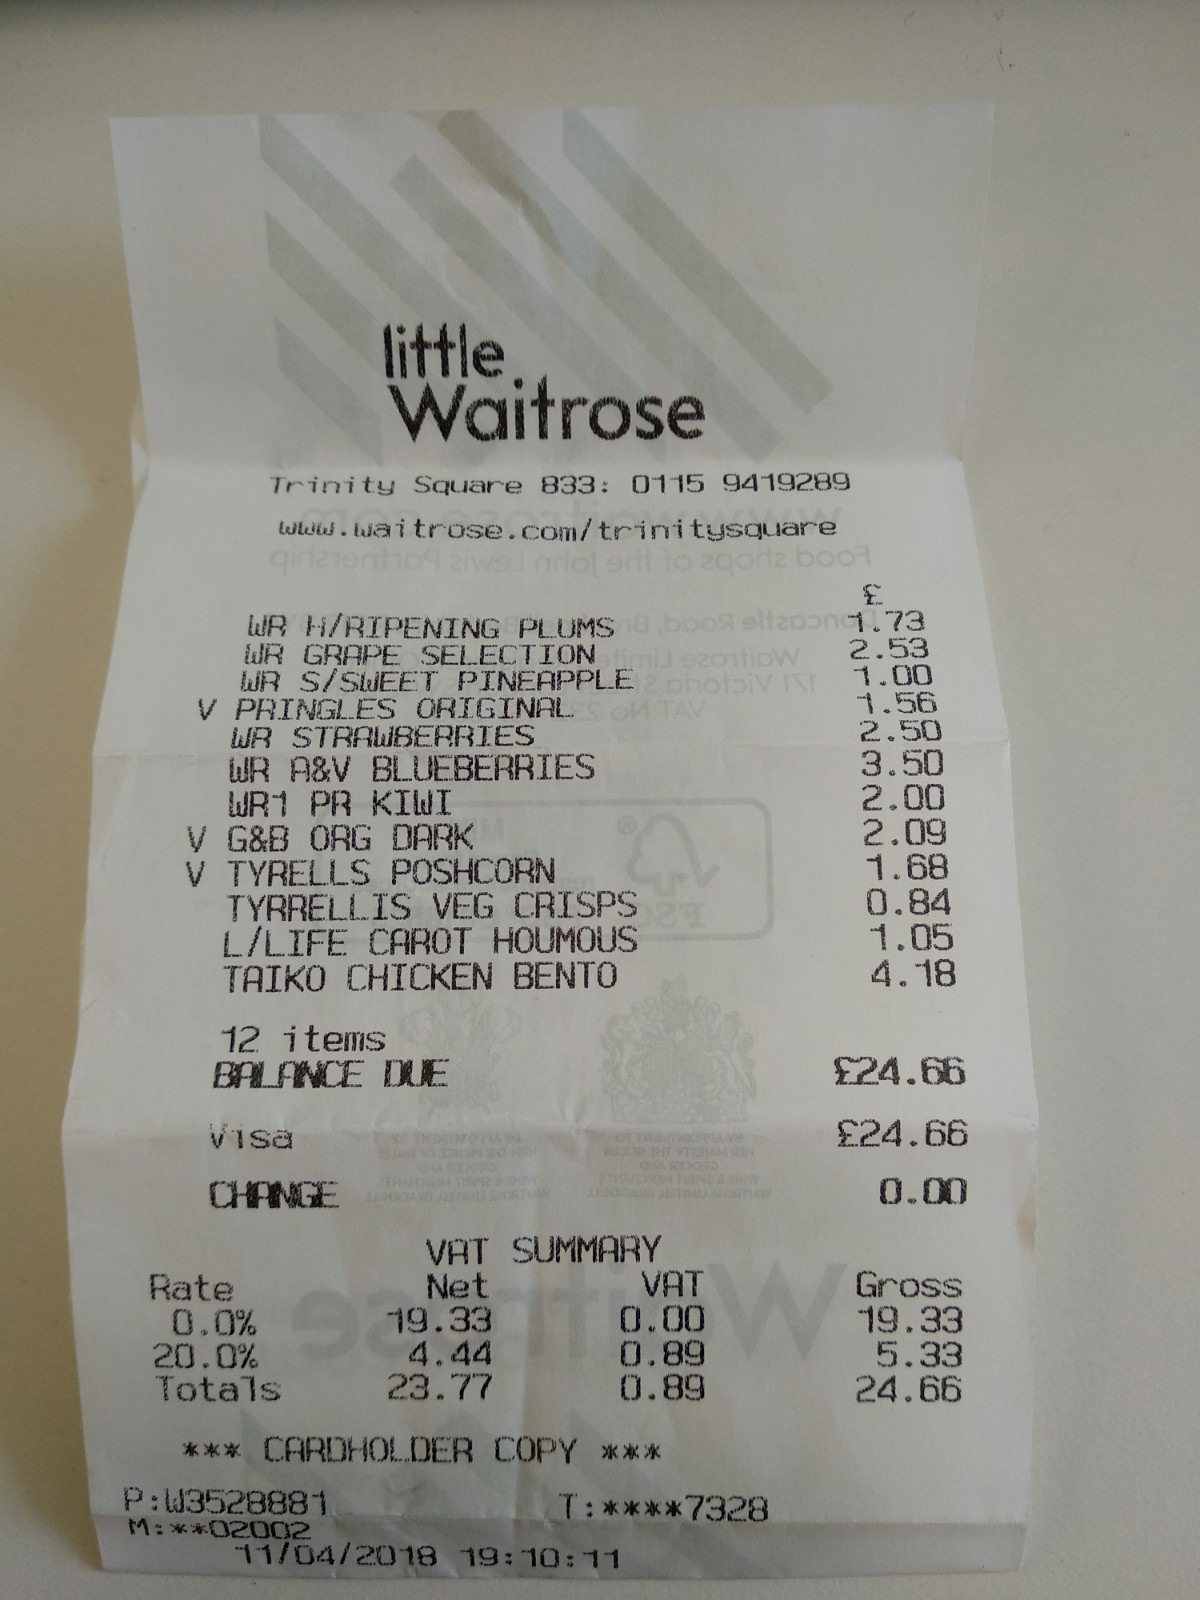 little
Waitrose
Trinity Square 833: 0115 9419289
www.waitrose.com/trinitysquare
£
WR H/RIPENING PLUMS 1.73
WR GRAPE SELECTION 2.53
WR S/SWEET PINEAPPLE 1.00
V PRINGLES ORIGINAL 1.56
WR STRAWBERRIES 2.50
WR A&V BLUEBERRIES 3.50
WR1 PR KIWI 2.00
V G&B ORG DARK 2.09
V TYRELLS POSHCORN 1.68
TYRRELLIS VEG CRISPS 0.84
L/LIFE CAROT HOUMOUS 1.05
TAIKO CHICKEN BENTO 4.18
12 items
BALANCE DUE £24.66
Visa £24.66
CHANGE 0.00
VAT SUMMARY
Rate Net VAT Gross
0.0% 19.33 0.00 19.33
20.0% 4.44 0.89 5.33
Totals 23.77 0.89 24.66
*** CARDHOLDER COPY ***
P:W3528881 T:****7328
M:**02002
11/04/2018 19:10:11